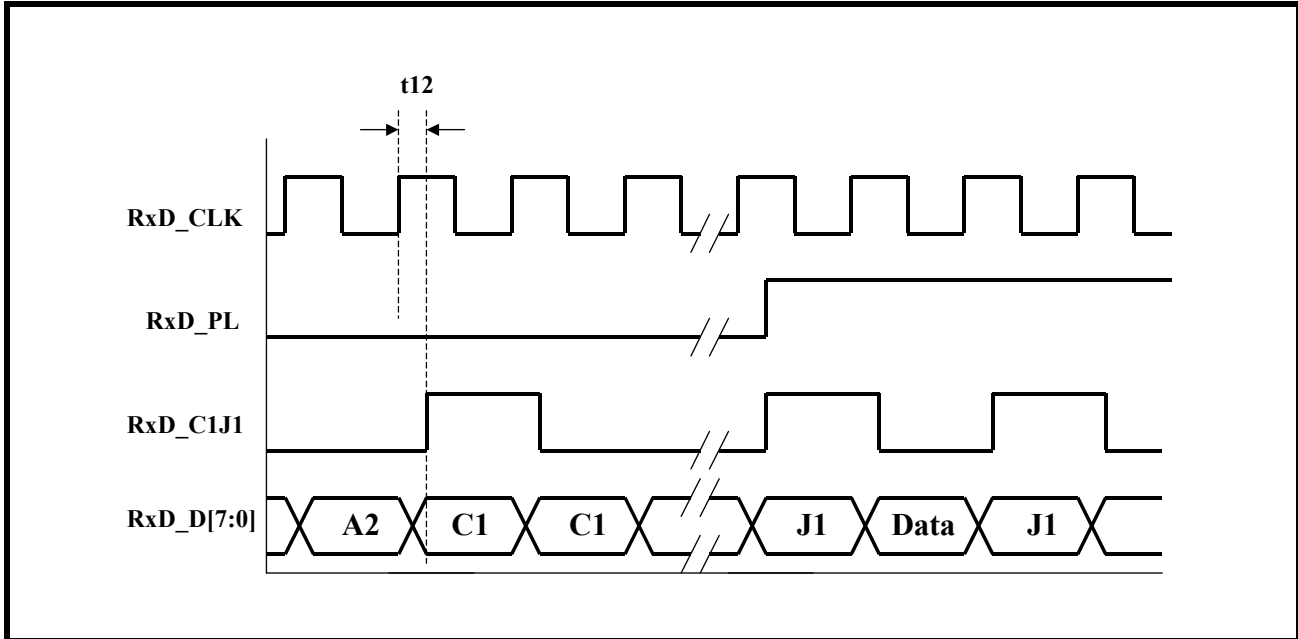 t12
RxD_CLK
RxD_PL
RxD_C1J1
RxD_D[7:0]
A2
C1
C1
J1
Data
J1